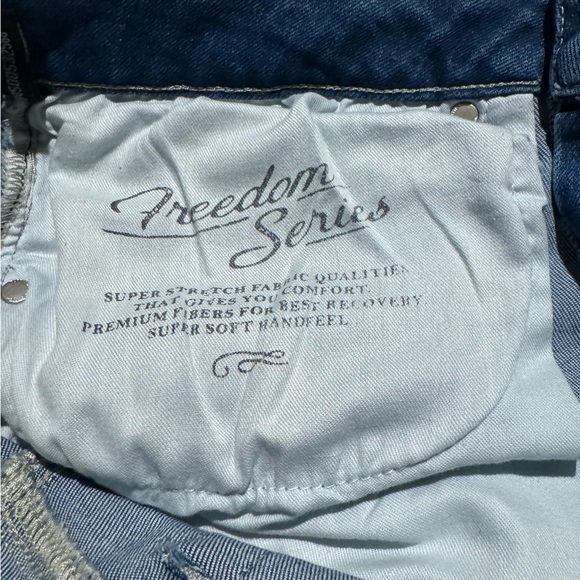 Freedom
Series
SUPER STRETCH FABRIC QUALITIES
THAT GIVES YOU COMFORT.
PREMIUM FIBERS FOR BEST RECOVERY
SUPER SOFT HANDFEEL